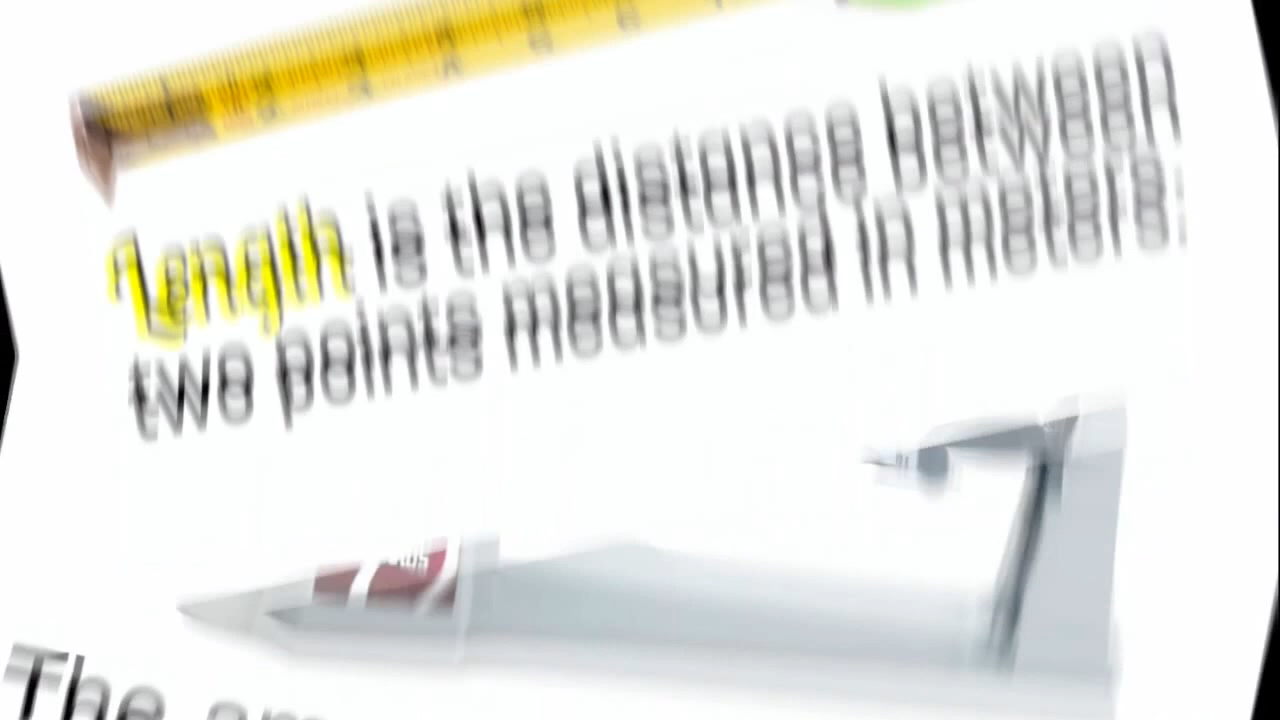 "Length is the distance between
two points measured in meters.
The